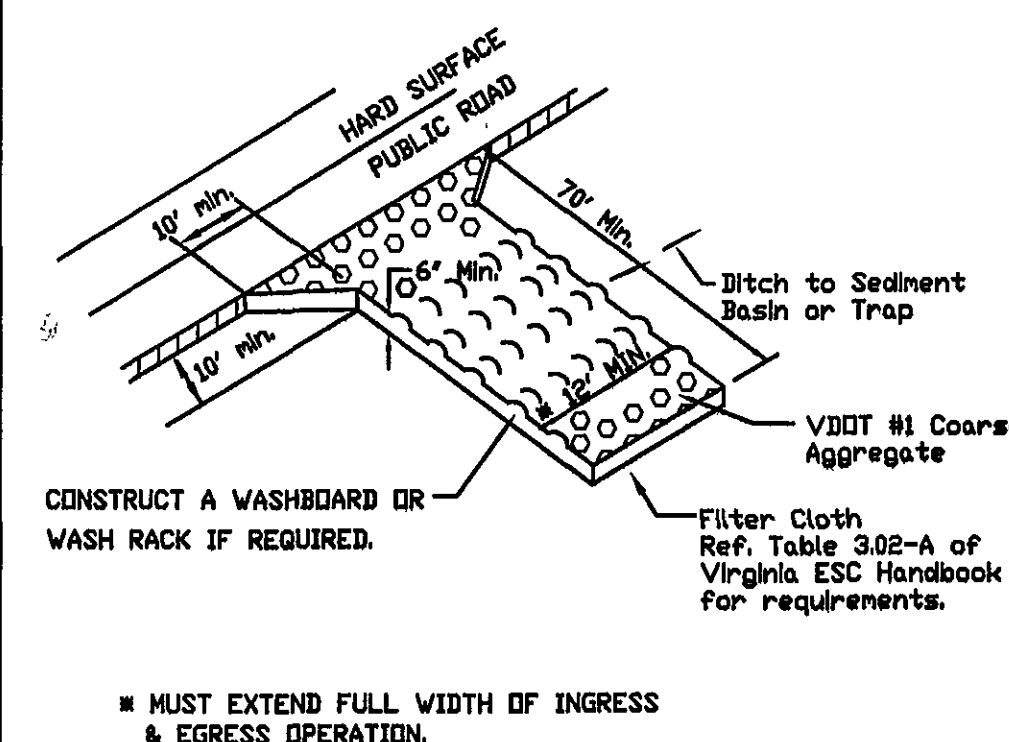 HARD SURFACE
PUBLIC ROAD
10' min.
70' Min.
6" Min.
Ditch to Sediment
Basin or Trap
10' min.
* 12' MIN.
VDOT #1 Coars
Aggregate
CONSTRUCT A WASHBOARD OR
WASH RACK IF REQUIRED.
Filter Cloth
Ref. Table 3.02-A of
Virginia ESC Handbook
for requirements.
* MUST EXTEND FULL WIDTH OF INGRESS
& EGRESS OPERATION.